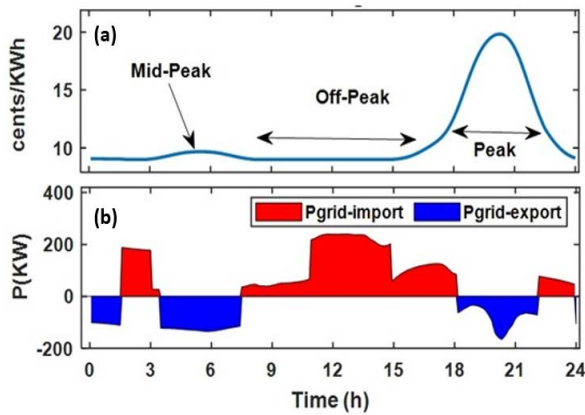 (a)
20
10
cents/KWh
Mid-Peak
Off-Peak
Peak
(b)
Pgrid-import Pgrid-export
400
200
0
-200
P(KW)
0 3 6 9 12 15 18 21 24
Time (h)